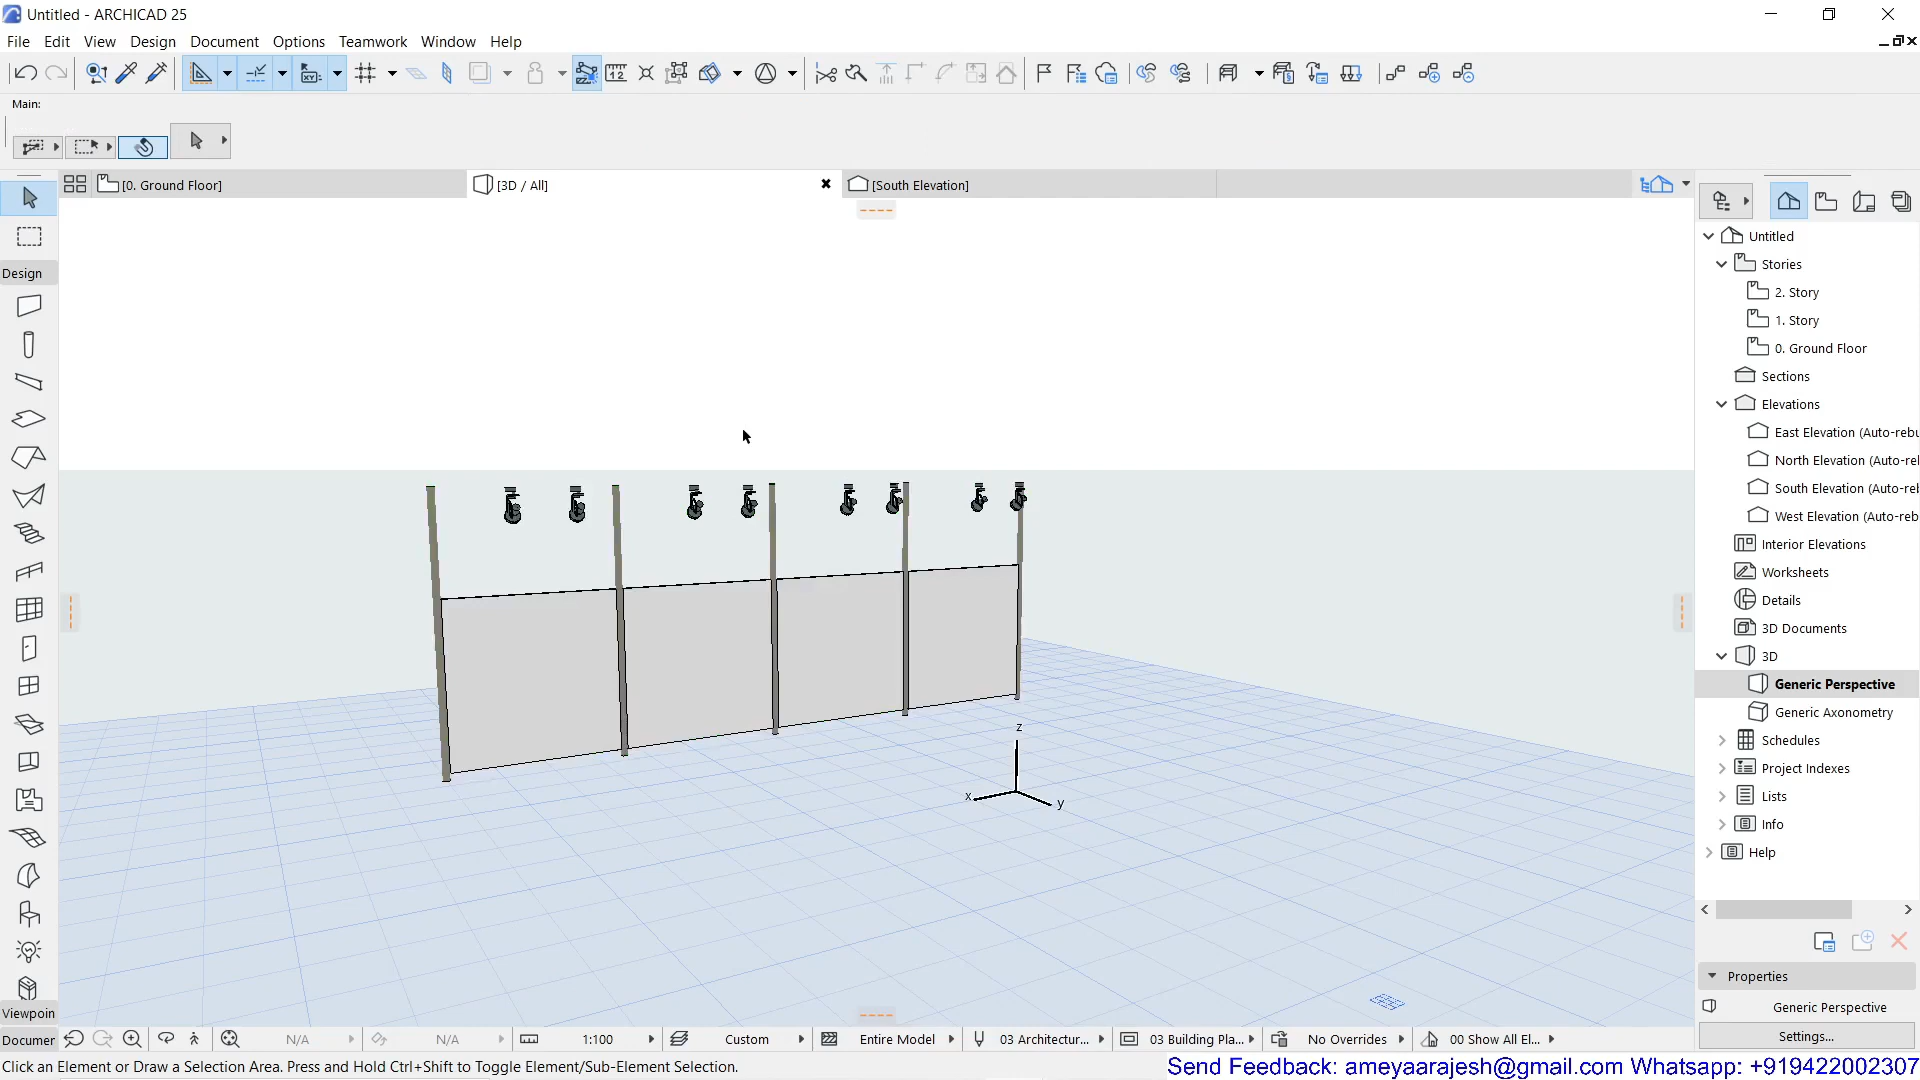 Untitled - ARCHICAD 25
File Edit View Design Document Options Teamwork Window Help
Main:
[0. Ground Floor]
[3D / All]
[South Elevation]
Design
Viewpoin
Documer
Untitled
Stories
2. Story
1. Story
0. Ground Floor
Sections
Elevations
East Elevation (Auto-rebu
North Elevation (Auto-rel
South Elevation (Auto-rel
West Elevation (Auto-reb
Interior Elevations
Worksheets
Details
3D Documents
3D
Generic Perspective
Generic Axonometry
Schedules
Project Indexes
Lists
Info
Help
Properties
Generic Perspective
Settings...
z
x
y
N/A
N/A
1:100
Custom
Entire Model
03 Architectur...
03 Building Pla...
No Overrides
00 Show All El...
Click an Element or Draw a Selection Area. Press and Hold Ctrl+Shift to Toggle Element/Sub-Element Selection.
Send Feedback: ameyaarajesh@gmail.com Whatsapp: +919422002307